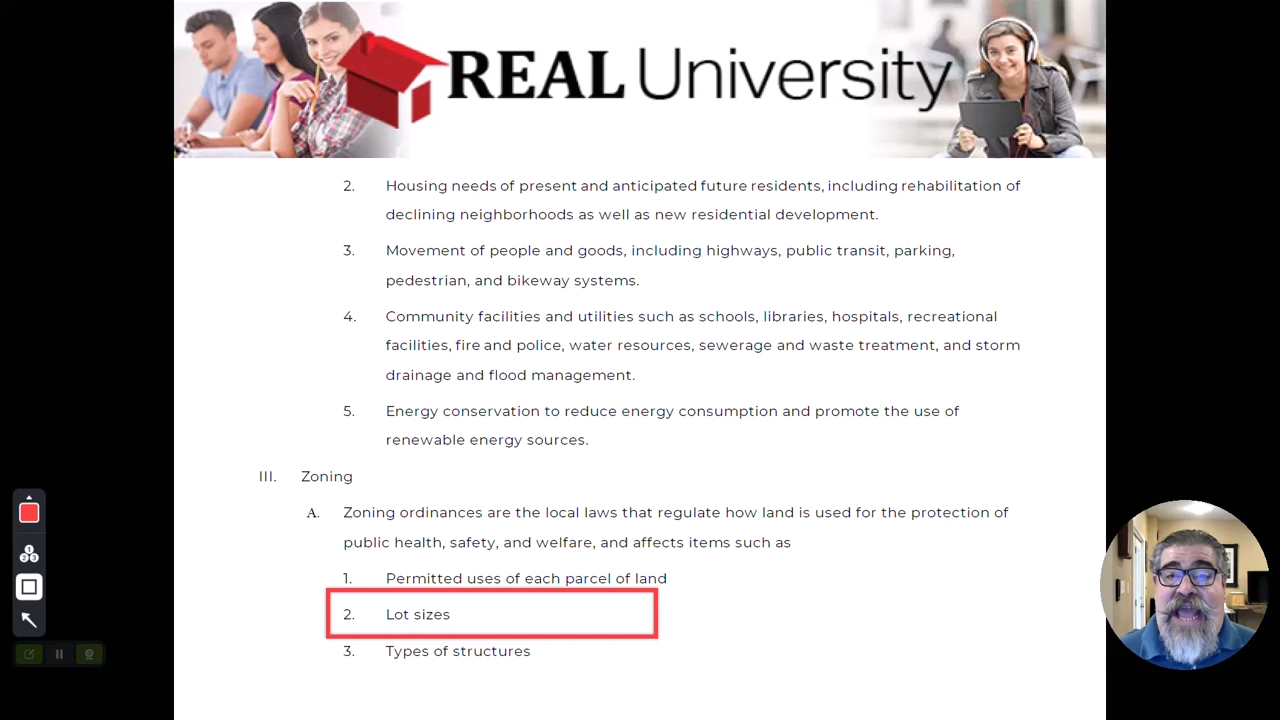 REAL University
2. Housing needs of present and anticipated future residents, including rehabilitation of
declining neighborhoods as well as new residential development.
3. Movement of people and goods, including highways, public transit, parking,
pedestrian, and bikeway systems.
4. Community facilities and utilities such as schools, libraries, hospitals, recreational
facilities, fire and police, water resources, sewerage and waste treatment, and storm
drainage and flood management.
5. Energy conservation to reduce energy consumption and promote the use of
renewable energy sources.
III. Zoning
A. Zoning ordinances are the local laws that regulate how land is used for the protection of
public health, safety, and welfare, and affects items such as
1. Permitted uses of each parcel of land
2. Lot sizes
3. Types of structures